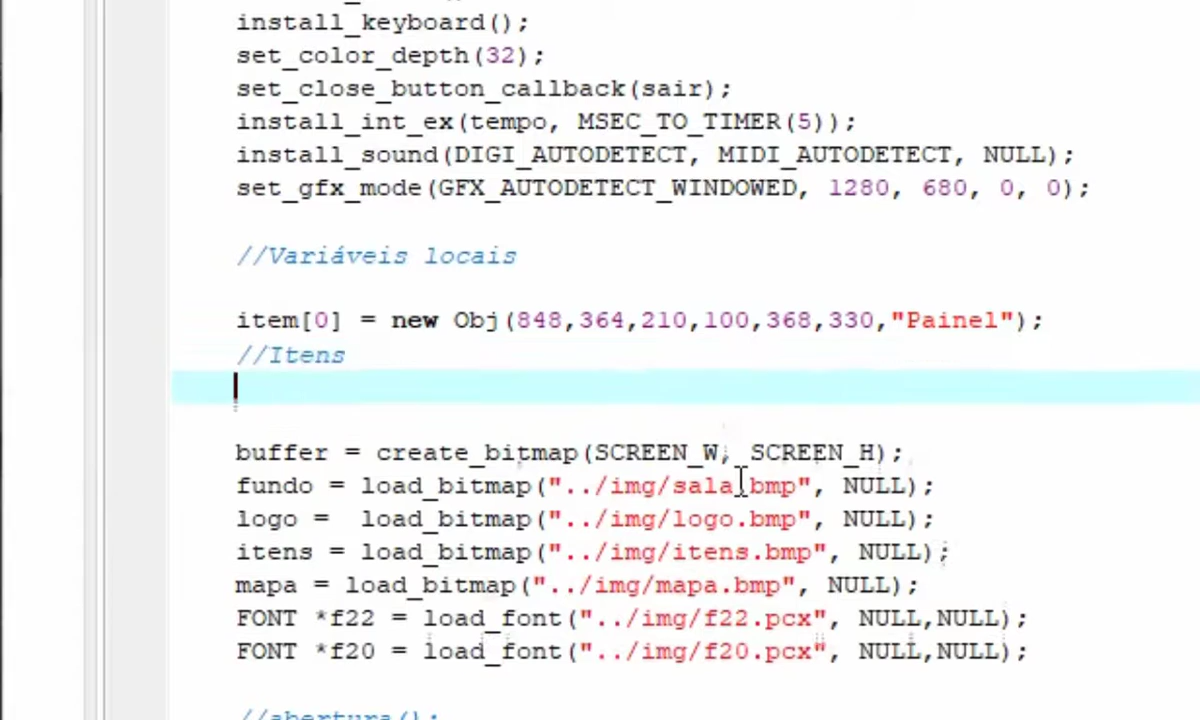 install_keyboard();
set_color_depth(32);
set_close_button_callback(sair);
install_int_ex(tempo, MSEC_TO_TIMER(5));
install_sound(DIGI_AUTODETECT, MIDI_AUTODETECT, NULL);
set_gfx_mode(GFX_AUTODETECT_WINDOWED, 1280, 680, 0, 0);
//Variáveis locais
item[0] = new Obj(848,364,210,100,368,330,"Painel");
//Itens
buffer = create_bitmap(SCREEN_W, SCREEN_H);
fundo = load_bitmap("../img/sala.bmp", NULL);
logo =  load_bitmap("../img/logo.bmp", NULL);
itens = load_bitmap("../img/itens.bmp", NULL);
mapa = load_bitmap("../img/mapa.bmp", NULL);
FONT *f22 = load_font("../img/f22.pcx", NULL,NULL);
FONT *f20 = load_font("../img/f20.pcx", NULL,NULL);
//abertura();